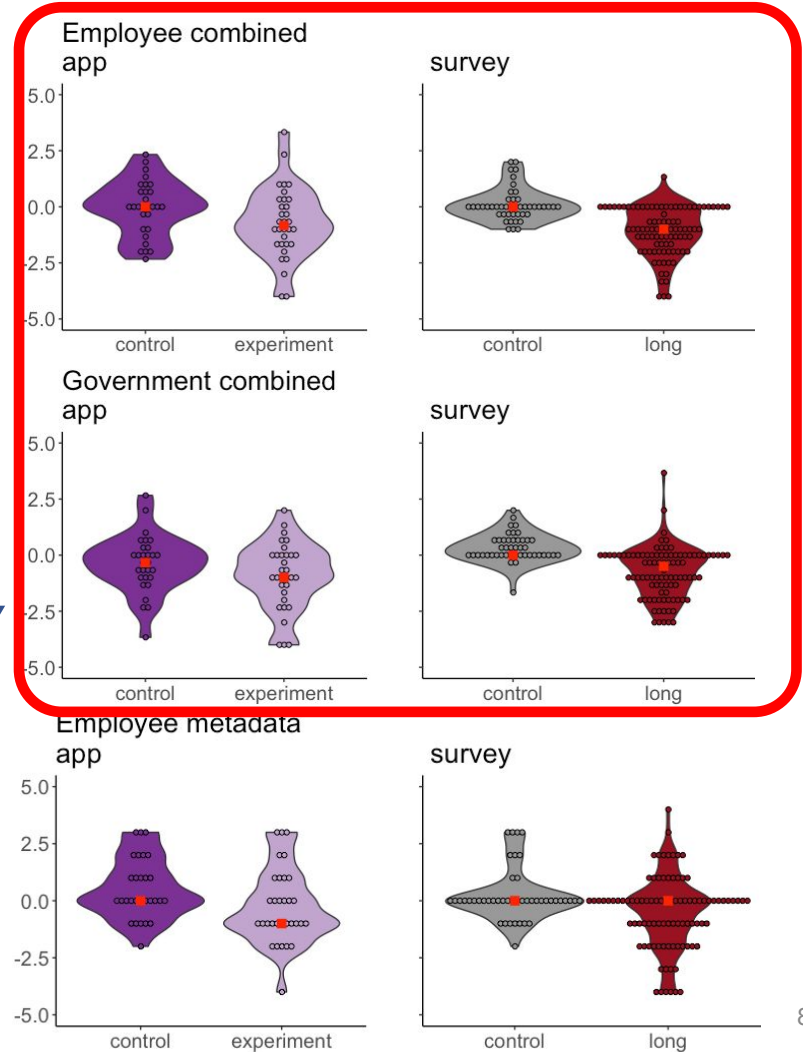 Employee combined
app survey
5.0
2.5
0.0
-2.5
-5.0
control experiment control long
Government combined
app survey
5.0
2.5
0.0
-2.5
-5.0
control experiment control long
Employee metadata
app survey
5.0
2.5
0.0
-2.5
-5.0
control experiment control long
8